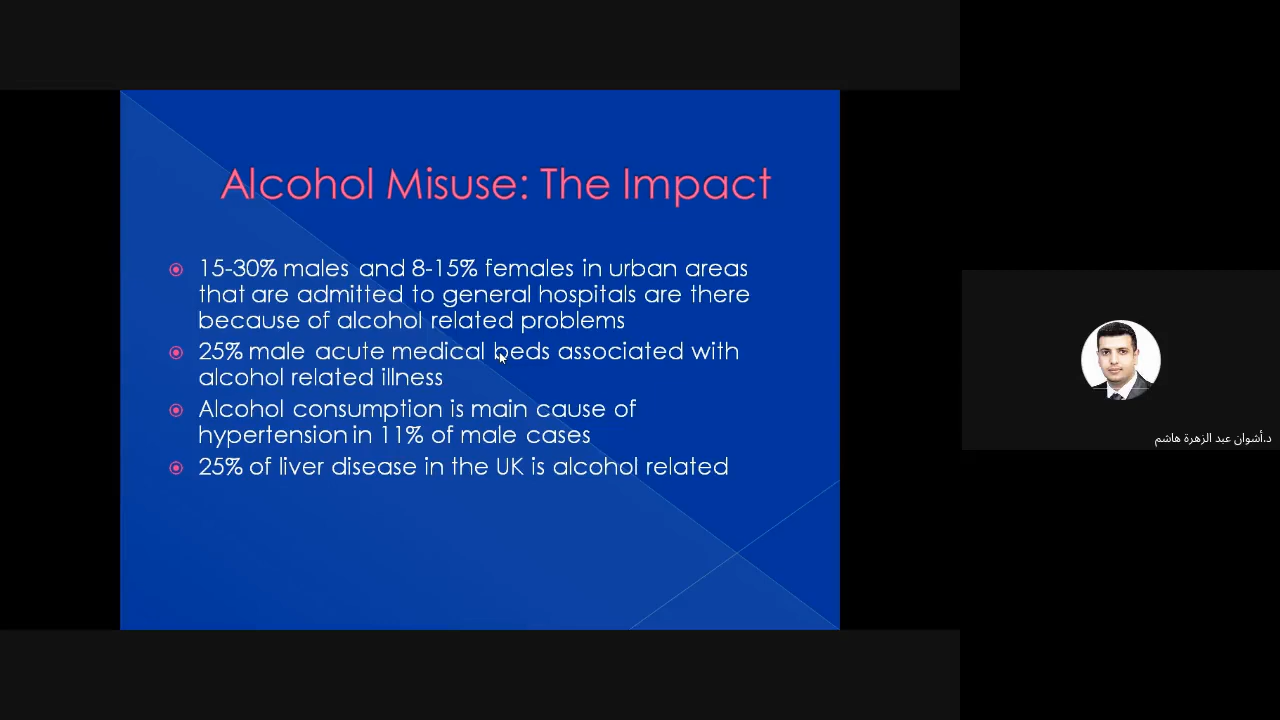 Alcohol Misuse: The Impact
15-30% males and 8-15% females in urban areas
that are admitted to general hospitals are there
because of alcohol related problems
25% male acute medical beds associated with
alcohol related illness
Alcohol consumption is main cause of
hypertension in 11% of male cases
25% of liver disease in the UK is alcohol related
د.أشوان عبد الزهرة هاشم